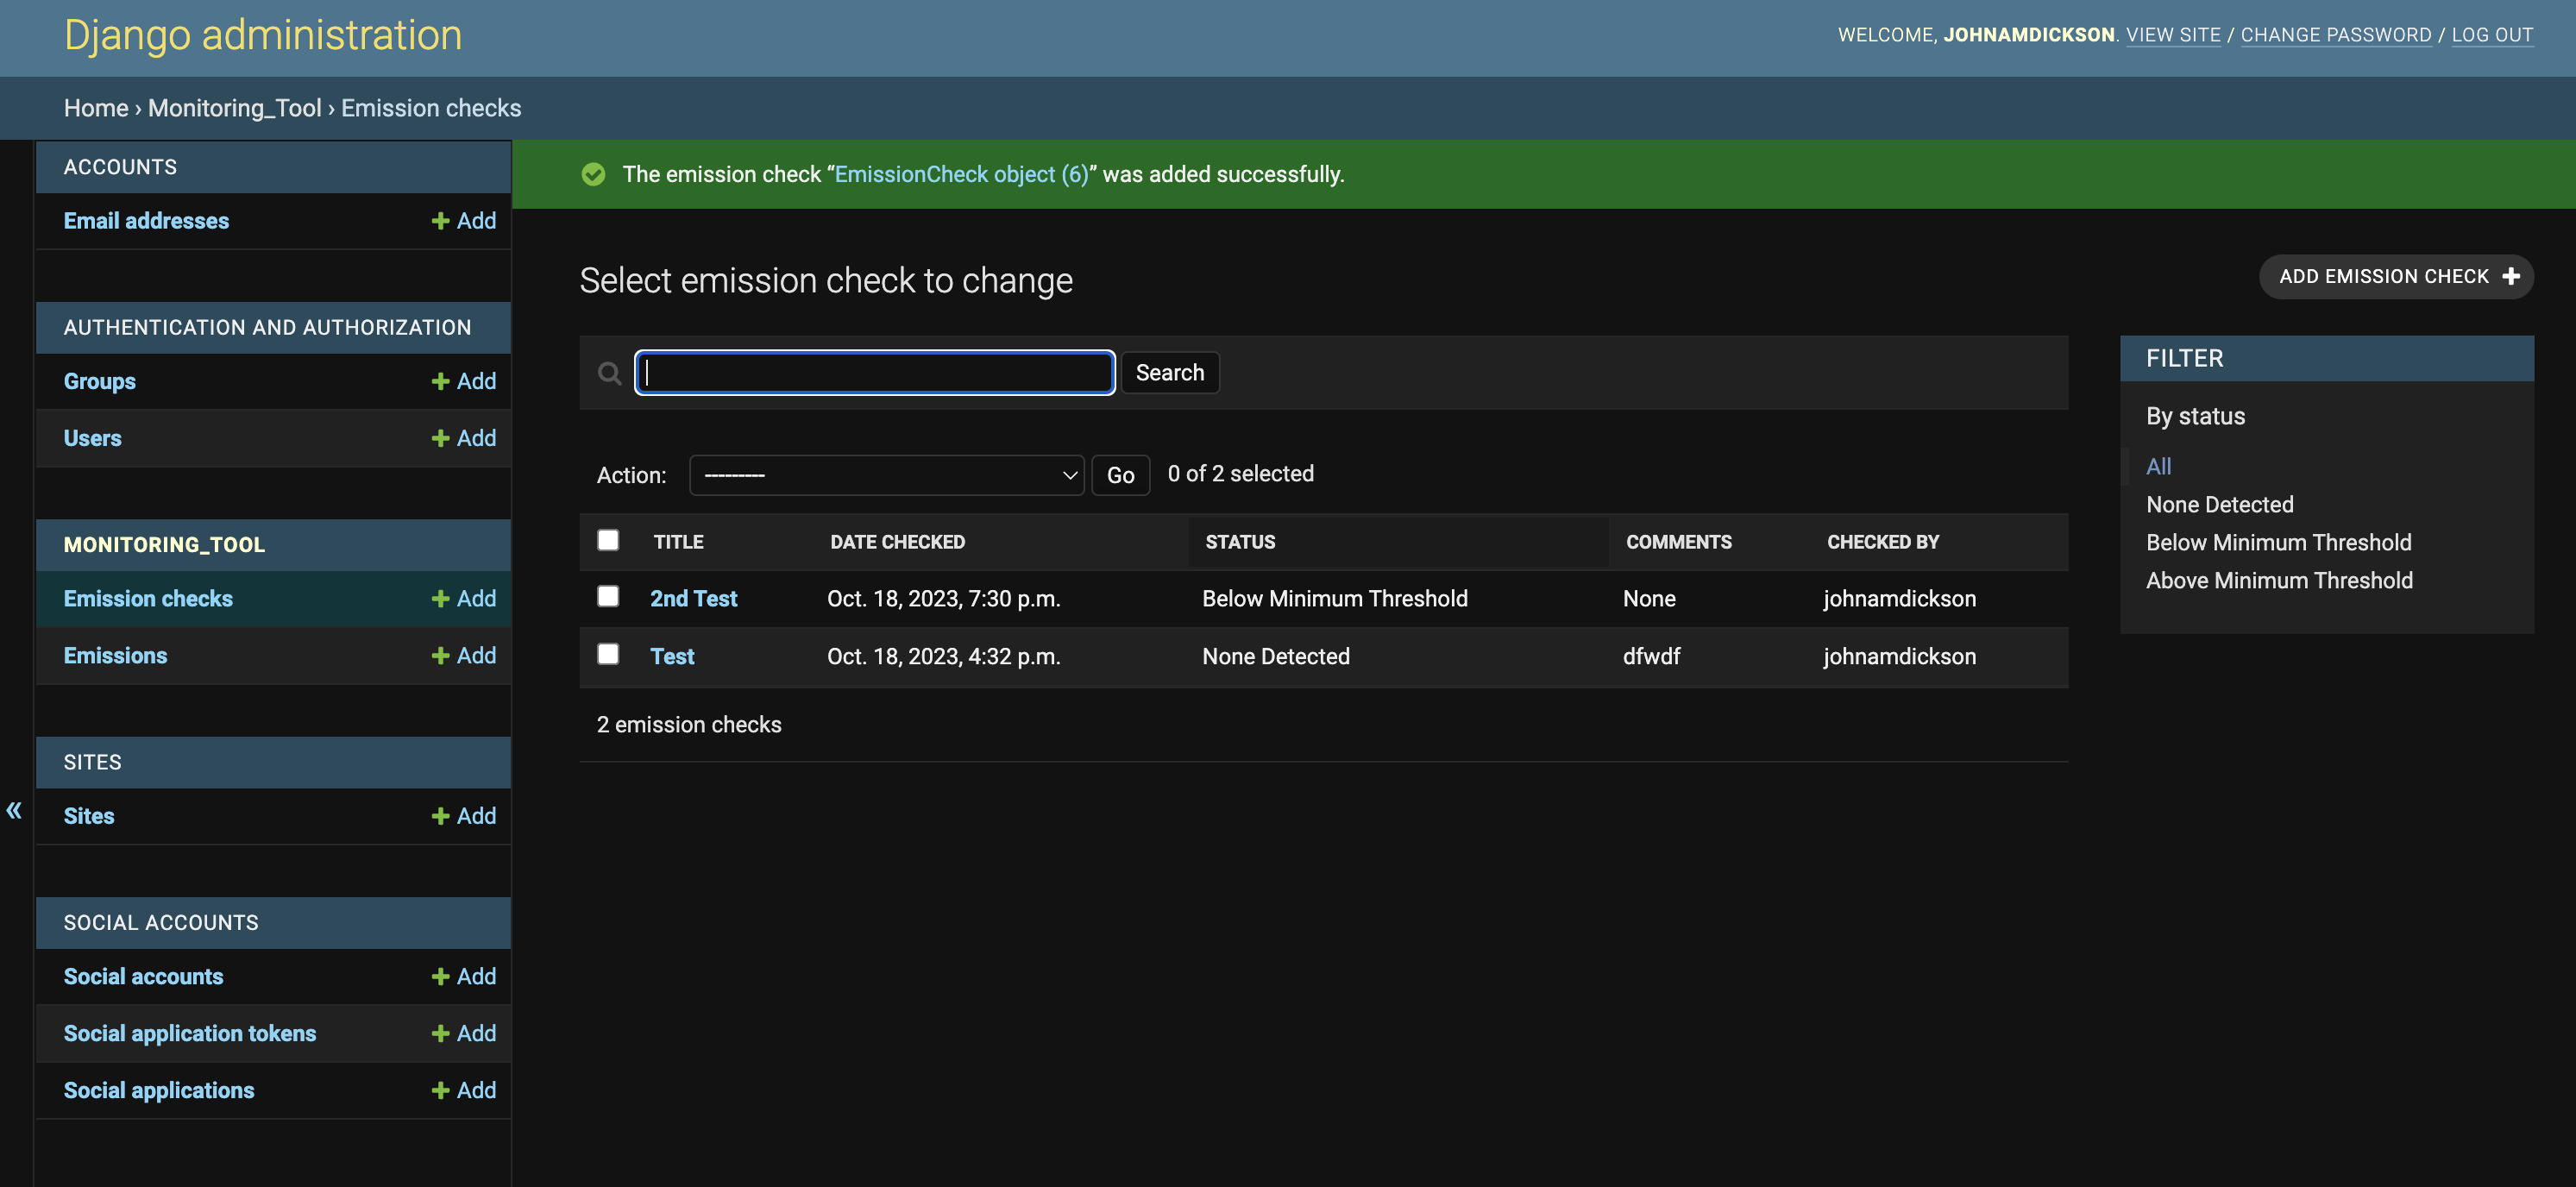 Django administration
WELCOME, JOHNAMDICKSON. VIEW SITE / CHANGE PASSWORD / LOG OUT
Home › Monitoring_Tool › Emission checks
ACCOUNTS
Email addresses + Add
AUTHENTICATION AND AUTHORIZATION
Groups + Add
Users + Add
MONITORING_TOOL
Emission checks + Add
Emissions + Add
SITES
Sites + Add
SOCIAL ACCOUNTS
Social accounts + Add
Social application tokens + Add
Social applications + Add
«
The emission check “EmissionCheck object (6)” was added successfully.
Select emission check to change
ADD EMISSION CHECK +
Search
Action: --------- Go 0 of 2 selected
TITLE DATE CHECKED STATUS COMMENTS CHECKED BY
2nd Test Oct. 18, 2023, 7:30 p.m. Below Minimum Threshold None johnamdickson
Test Oct. 18, 2023, 4:32 p.m. None Detected dfwdf johnamdickson
2 emission checks
FILTER
By status
All
None Detected
Below Minimum Threshold
Above Minimum Threshold